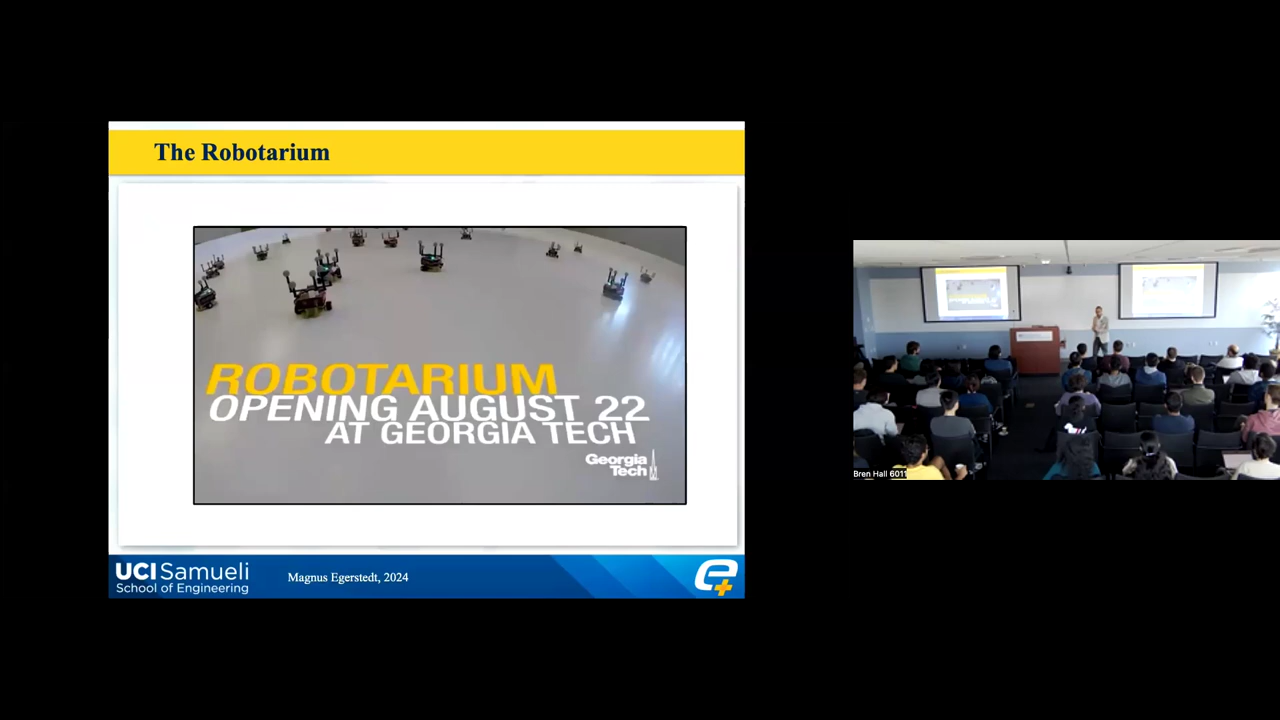 The Robotarium
ROBOTARIUM
OPENING AUGUST 22
AT GEORGIA TECH
Georgia
Tech
UCI Samueli
School of Engineering
Magnus Egerstedt, 2024
e+
Bren Hall 6011